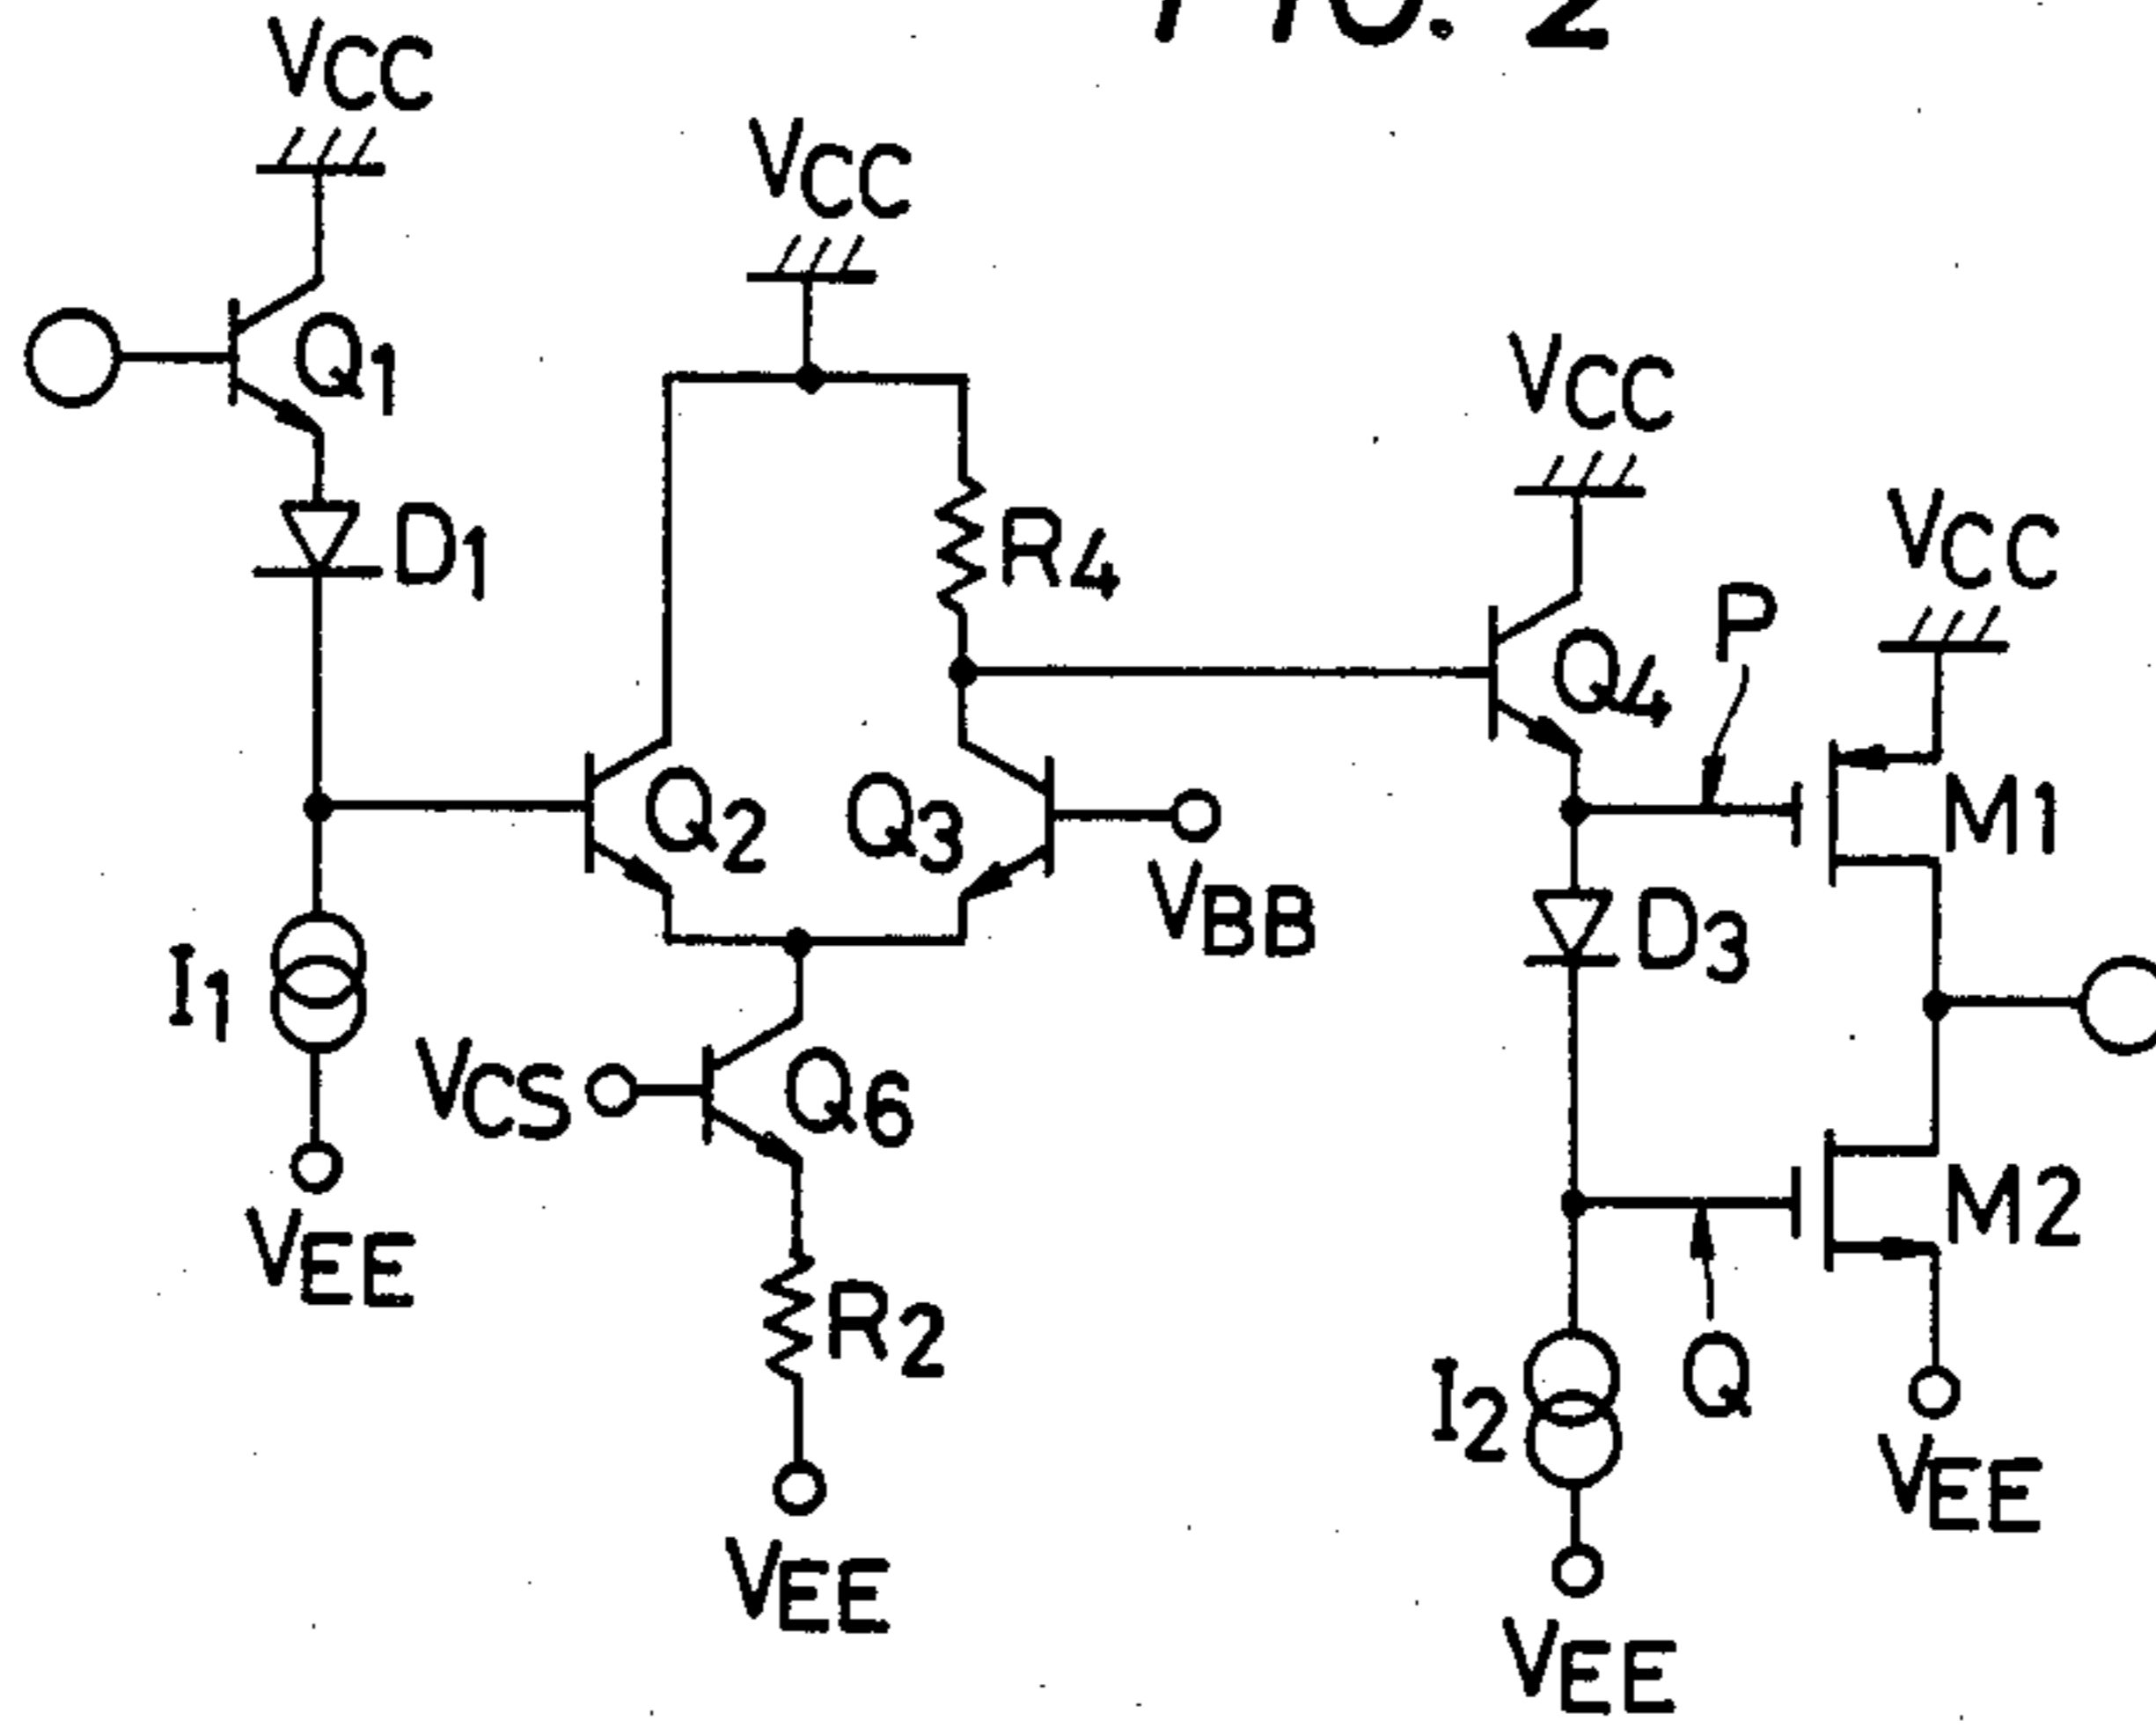 FIG. 2
VCC
VCC
Q1
VCC
D1
R4
VCC
P
Q4
Q2
Q3
M1
VBB
D3
I1
VCS
Q6
M2
VEE
R2
Q
I2
VEE
VEE
VEE